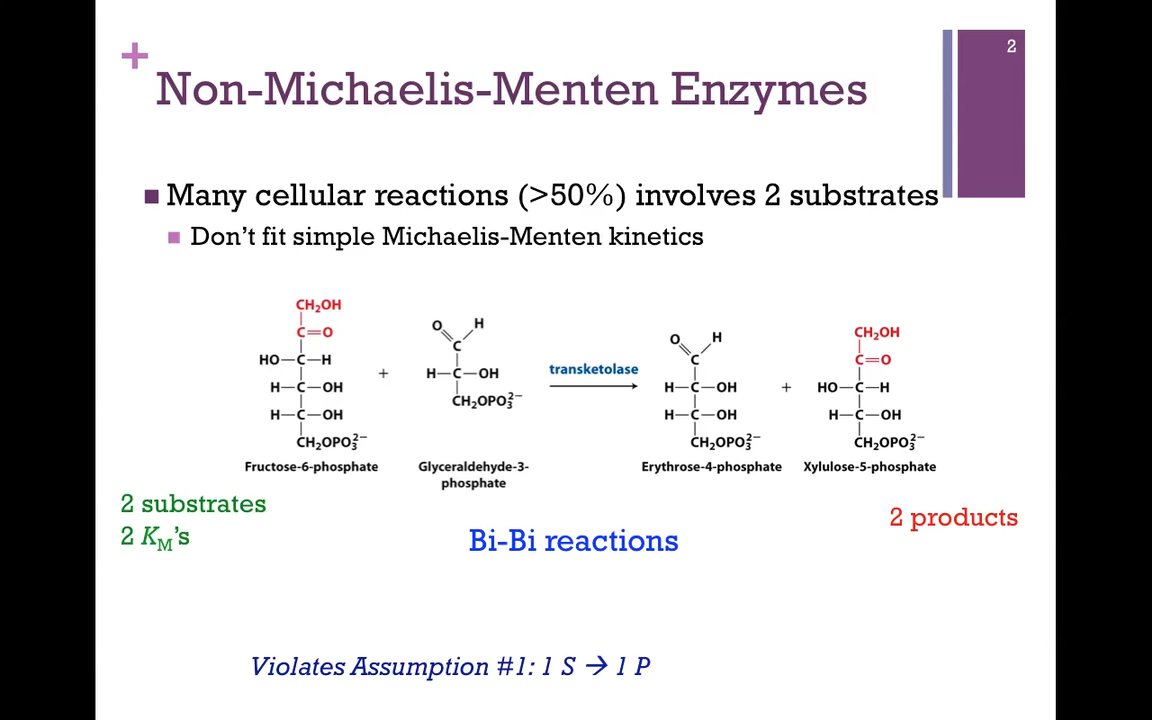 2
+
Non-Michaelis-Menten Enzymes
■ Many cellular reactions (>50%) involves 2 substrates
■ Don't fit simple Michaelis-Menten kinetics
CH₂OH
C=O
HO—C—H
H—C—OH
H—C—OH
CH₂OPO₃²⁻
Fructose-6-phosphate
+
O H
C
H—C—OH
CH₂OPO₃²⁻
Glyceraldehyde-3-
phosphate
transketolase
O H
C
H—C—OH
H—C—OH
CH₂OPO₃²⁻
Erythrose-4-phosphate
+
CH₂OH
C=O
HO—C—H
H—C—OH
CH₂OPO₃²⁻
Xylulose-5-phosphate
2 substrates
2 K_M's
Bi-Bi reactions
2 products
Violates Assumption #1: 1 S → 1 P